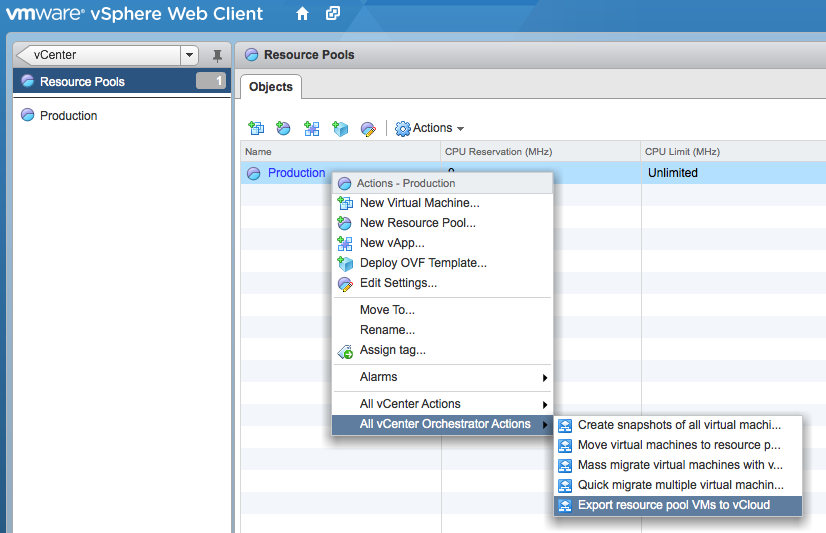 vmware® vSphere Web Client
vCenter
Resource Pools 1
Production
Resource Pools
Objects
Actions
Name CPU Reservation (MHz) CPU Limit (MHz)
Production Unlimited
Actions - Production
New Virtual Machine...
New Resource Pool...
New vApp...
Deploy OVF Template...
Edit Settings...
Move To...
Rename...
Assign tag...
Alarms
All vCenter Actions
All vCenter Orchestrator Actions
Create snapshots of all virtual machi...
Move virtual machines to resource p...
Mass migrate virtual machines with v...
Quick migrate multiple virtual machin...
Export resource pool VMs to vCloud